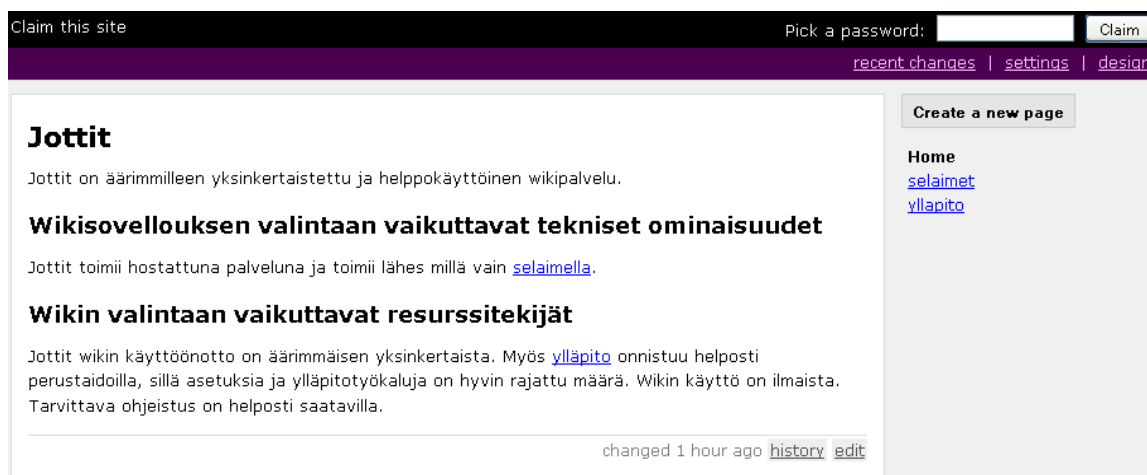 Claim this site Pick a password: Claim
recent changes | settings | design
Create a new page
Home
selaimet
yllapito
Jottit
Jottit on äärimmilleen yksinkertaistettu ja helppokäyttöinen wikipalvelu.
Wikisovellouksen valintaan vaikuttavat tekniset ominaisuudet
Jottit toimii hostattuna palveluna ja toimii lähes millä vain selaimella.
Wikin valintaan vaikuttavat resurssitekijät
Jottit wikin käyttöönotto on äärimmäisen yksinkertaista. Myös ylläpito onnistuu helposti
perustaidoilla, sillä asetuksia ja ylläpitotyökaluja on hyvin rajattu määrä. Wikin käyttö on ilmaista.
Tarvittava ohjeistus on helposti saatavilla.
changed 1 hour ago history edit